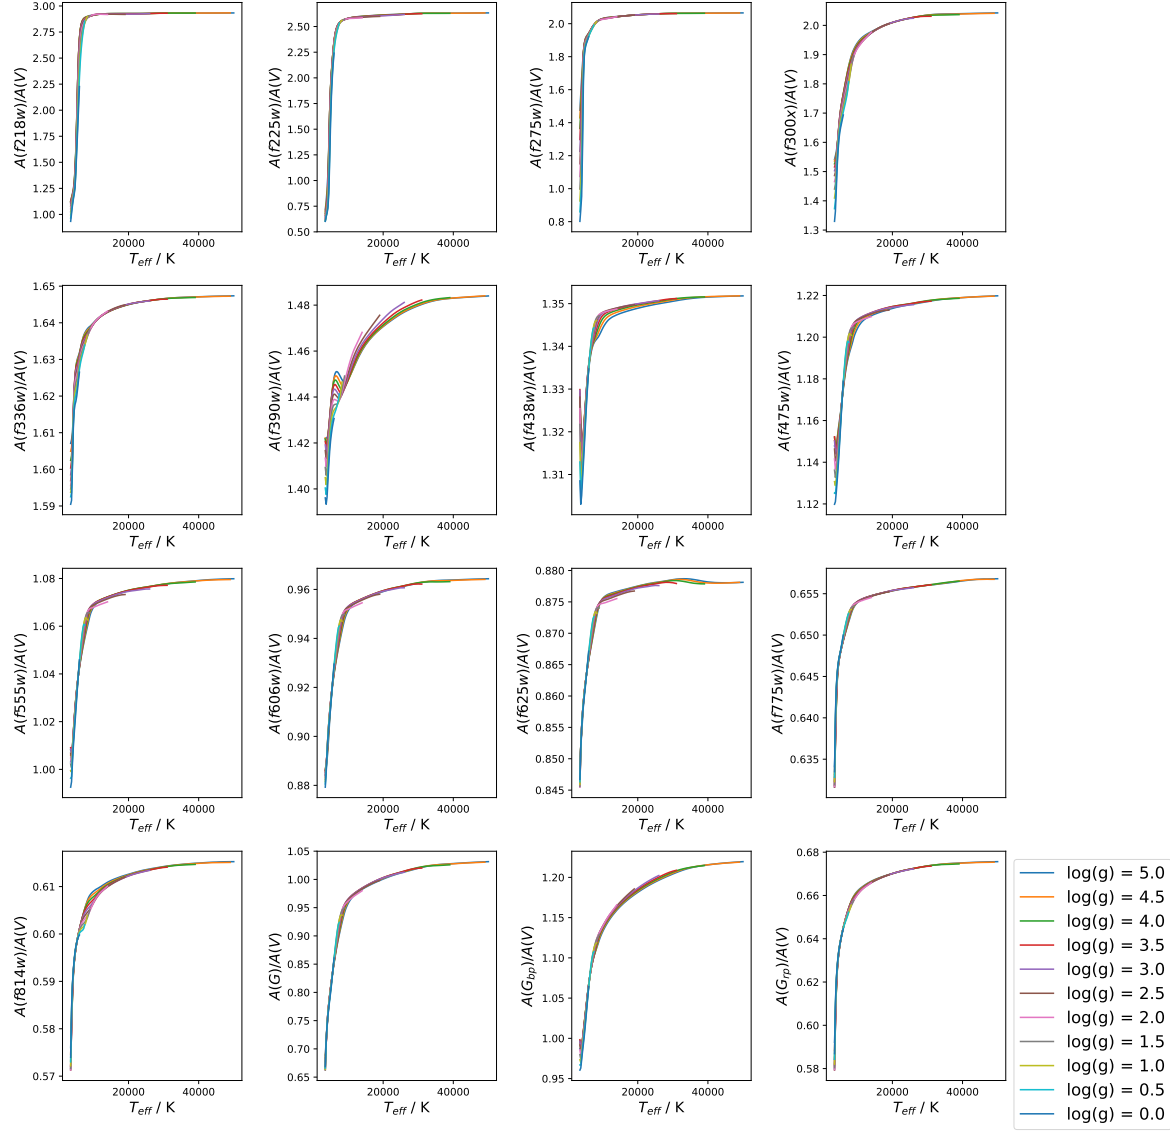 3.00
2.75
2.50
2.25
2.00
1.75
1.50
1.25
1.00
A(f218w)/A(V)
20000 40000
T_eff / K
2.50
2.25
2.00
1.75
1.50
1.25
1.00
0.75
0.50
A(f225w)/A(V)
20000 40000
T_eff / K
2.0
1.8
1.6
1.4
1.2
1.0
0.8
A(f275w)/A(V)
20000 40000
T_eff / K
2.0
1.9
1.8
1.7
1.6
1.5
1.4
1.3
A(f300x)/A(V)
20000 40000
T_eff / K
1.65
1.64
1.63
1.62
1.61
1.60
1.59
A(f336w)/A(V)
20000 40000
T_eff / K
1.48
1.46
1.44
1.42
1.40
A(f390w)/A(V)
20000 40000
T_eff / K
1.35
1.34
1.33
1.32
1.31
A(f438w)/A(V)
20000 40000
T_eff / K
1.22
1.20
1.18
1.16
1.14
1.12
A(f475w)/A(V)
20000 40000
T_eff / K
1.08
1.06
1.04
1.02
1.00
A(f555w)/A(V)
20000 40000
T_eff / K
0.96
0.94
0.92
0.90
0.88
A(f606w)/A(V)
20000 40000
T_eff / K
0.880
0.875
0.870
0.865
0.860
0.855
0.850
0.845
A(f625w)/A(V)
20000 40000
T_eff / K
0.655
0.650
0.645
0.640
0.635
A(f775w)/A(V)
20000 40000
T_eff / K
0.61
0.60
0.59
0.58
0.57
A(f814w)/A(V)
20000 40000
T_eff / K
1.05
1.00
0.95
0.90
0.85
0.80
0.75
0.70
0.65
A(G)/A(V)
20000 40000
T_eff / K
1.20
1.15
1.10
1.05
1.00
0.95
A(G_bp)/A(V)
20000 40000
T_eff / K
0.68
0.66
0.64
0.62
0.60
0.58
A(G_rp)/A(V)
20000 40000
T_eff / K
log(g) = 5.0
log(g) = 4.5
log(g) = 4.0
log(g) = 3.5
log(g) = 3.0
log(g) = 2.5
log(g) = 2.0
log(g) = 1.5
log(g) = 1.0
log(g) = 0.5
log(g) = 0.0